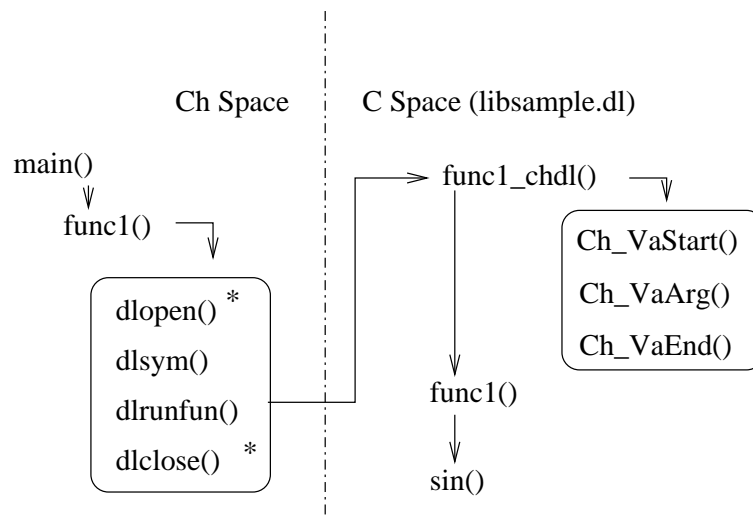 Ch Space
C Space (libsample.dl)
main()
func1()
dlopen() *
dlsym()
dlrunfun()
dlclose() *
func1_chdl()
Ch_VaStart()
Ch_VaArg()
Ch_VaEnd()
func1()
sin()